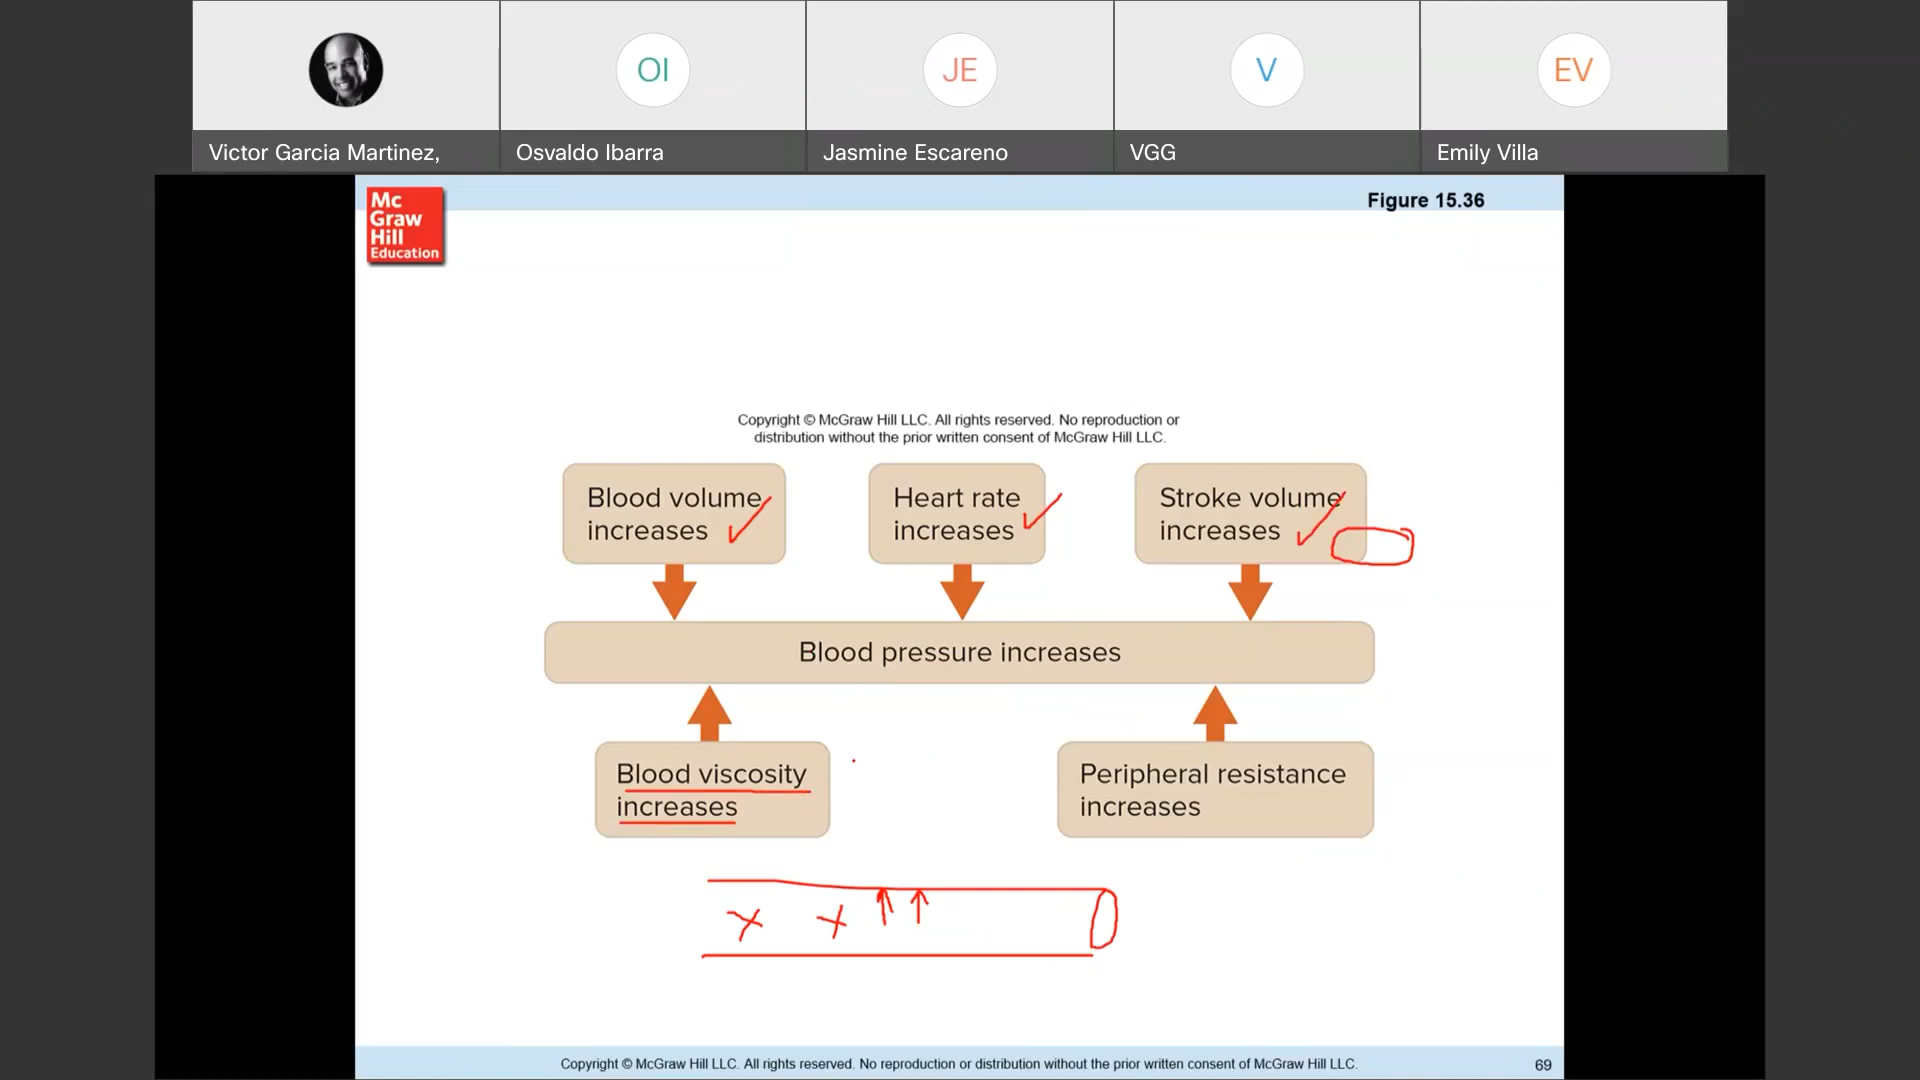 OI
JE
V
EV
Victor Garcia Martinez,
Osvaldo Ibarra
Jasmine Escareno
VGG
Emily Villa
Mc
Graw
Hill
Education
Figure 15.36
Copyright © McGraw Hill LLC. All rights reserved. No reproduction or
distribution without the prior written consent of McGraw Hill LLC.
Blood volume
increases
Heart rate
increases
Stroke volume
increases
Blood pressure increases
Blood viscosity
increases
Peripheral resistance
increases
Copyright © McGraw Hill LLC. All rights reserved. No reproduction or distribution without the prior written consent of McGraw Hill LLC.
69